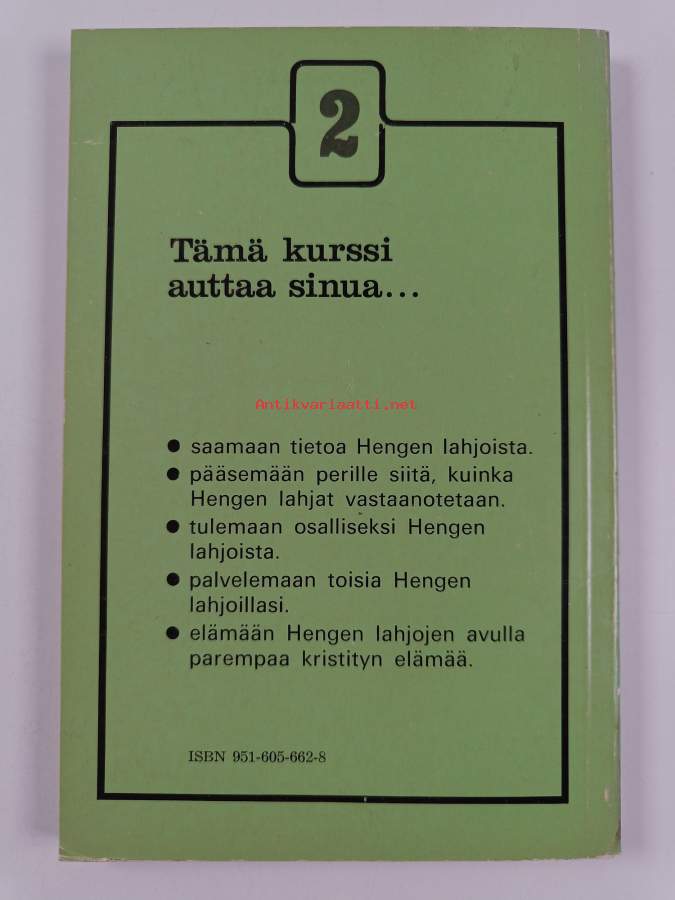 2
Tämä kurssi
auttaa sinua...
Antikvariaatti.net
● saamaan tietoa Hengen lahjoista.
● pääsemään perille siitä, kuinka
Hengen lahjat vastaanotetaan.
● tulemaan osalliseksi Hengen
lahjoista.
● palvelemaan toisia Hengen
lahjoillasi.
● elämään Hengen lahjojen avulla
parempaa kristityn elämää.
ISBN 951-605-662-8